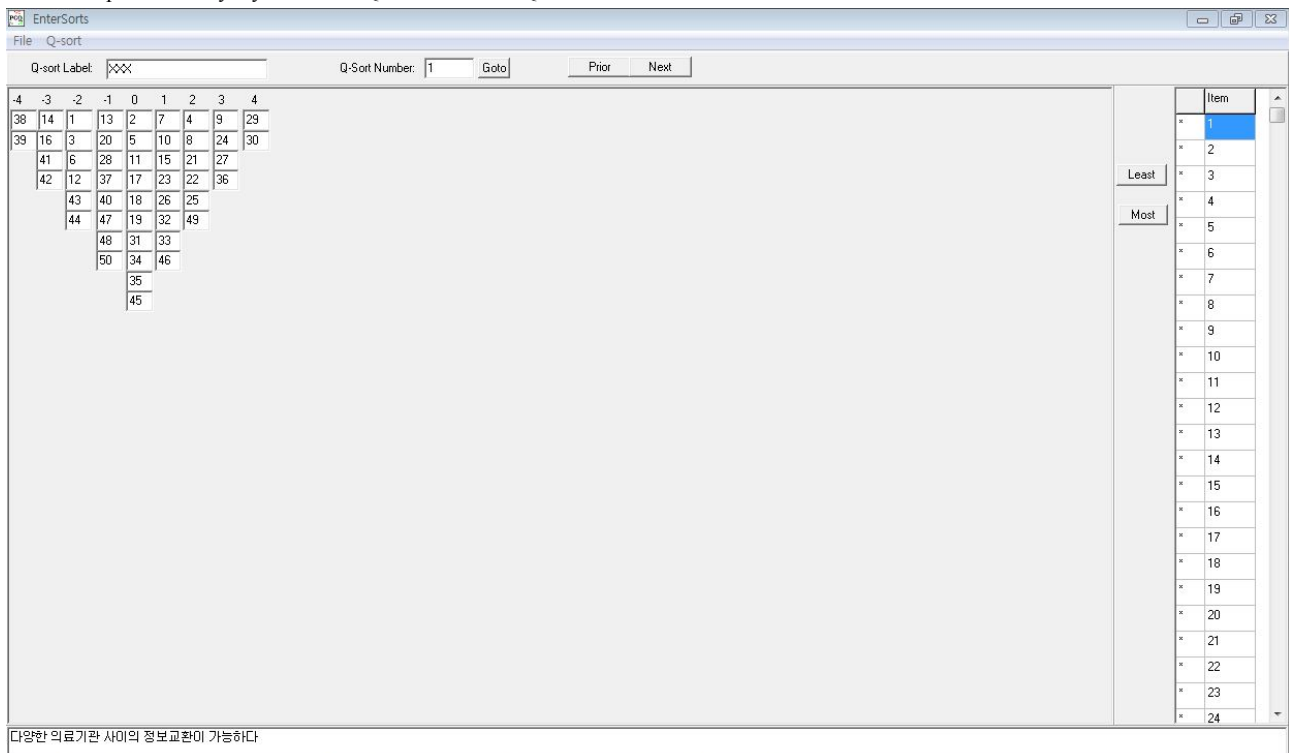 PCQ EnterSorts
File Q-sort
Q-sort Label: XXX Q-Sort Number: 1 Goto Prior Next
-4 -3 -2 -1 0 1 2 3 4
38 14 1 13 2 7 4 9 29
39 16 3 20 5 10 8 24 30
41 6 28 11 15 21 27
42 12 37 17 23 22 36
43 40 18 26 25
44 47 19 32 49
48 31 33
50 34 46
35
45
Least
Most
Item
* 1
* 2
* 3
* 4
* 5
* 6
* 7
* 8
* 9
* 10
* 11
* 12
* 13
* 14
* 15
* 16
* 17
* 18
* 19
* 20
* 21
* 22
* 23
* 24
다양한 의료기관 사이의 정보교환이 가능하다